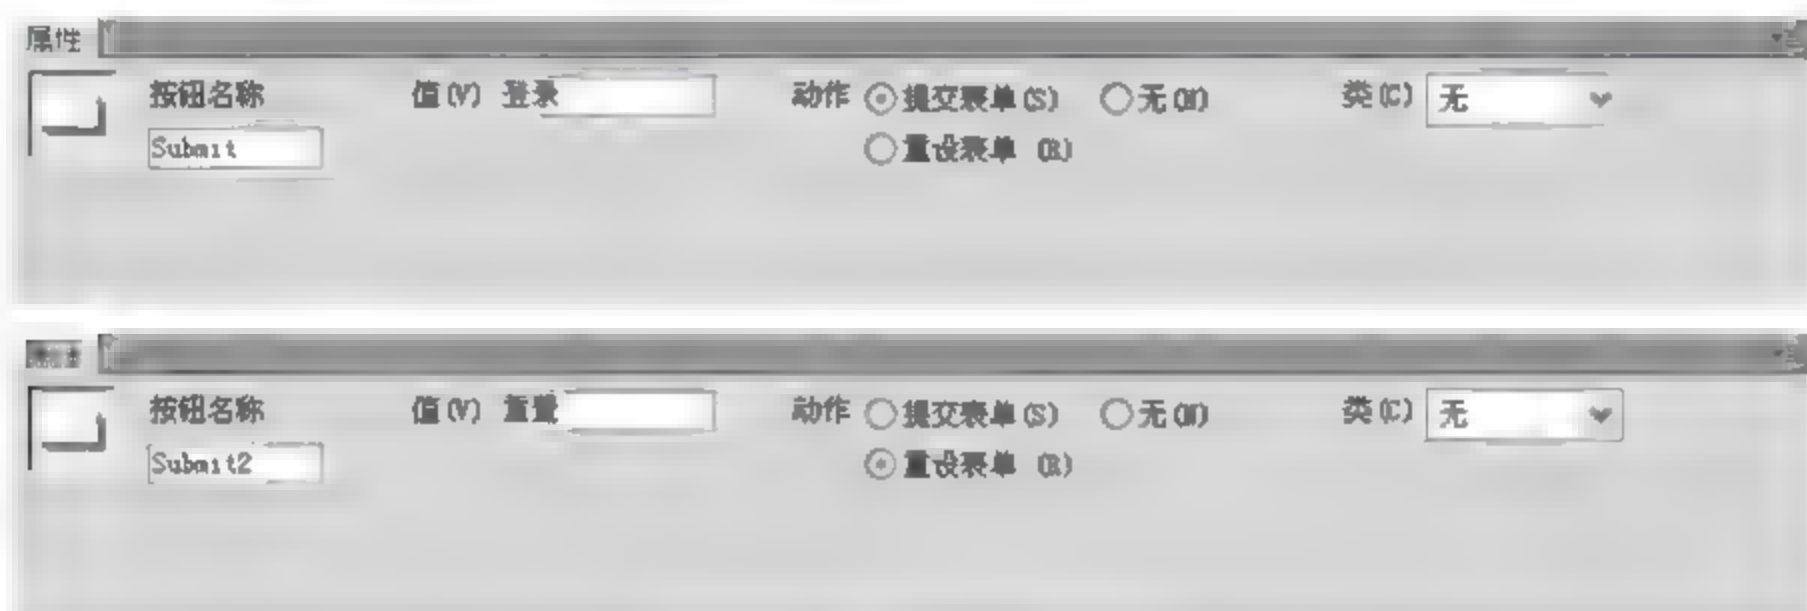 属性
按钮名称 值(V) 登录 动作 提交表单(S) 无(N) 类(C) 无
Submit 重设表单 (R)
按钮名称 值(V) 重置 动作 提交表单(S) 无(N) 类(C) 无
Submit2 重设表单 (R)